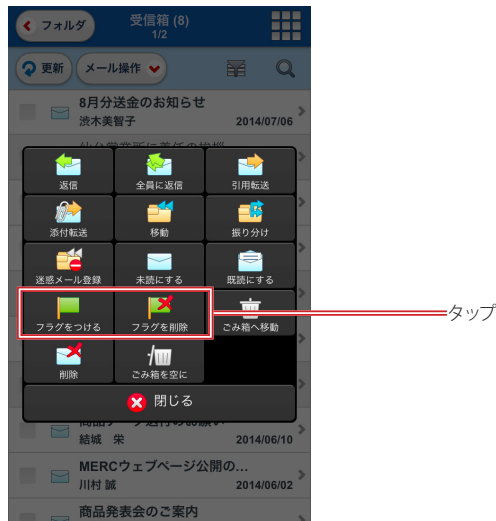 フォルダ
受信箱 (8)
1/2
更新
メール操作
8月分送金のお知らせ
渋木美智子
2014/07/06
返信
全員に返信
引用転送
添付転送
移動
振り分け
迷惑メール登録
未読にする
既読にする
フラグをつける
フラグを削除
ごみ箱へ移動
タップ
削除
ごみ箱を空に
閉じる
結城 栄
2014/06/10
MERCウェブページ公開の...
川村 誠
2014/06/02
商品発表会のご案内